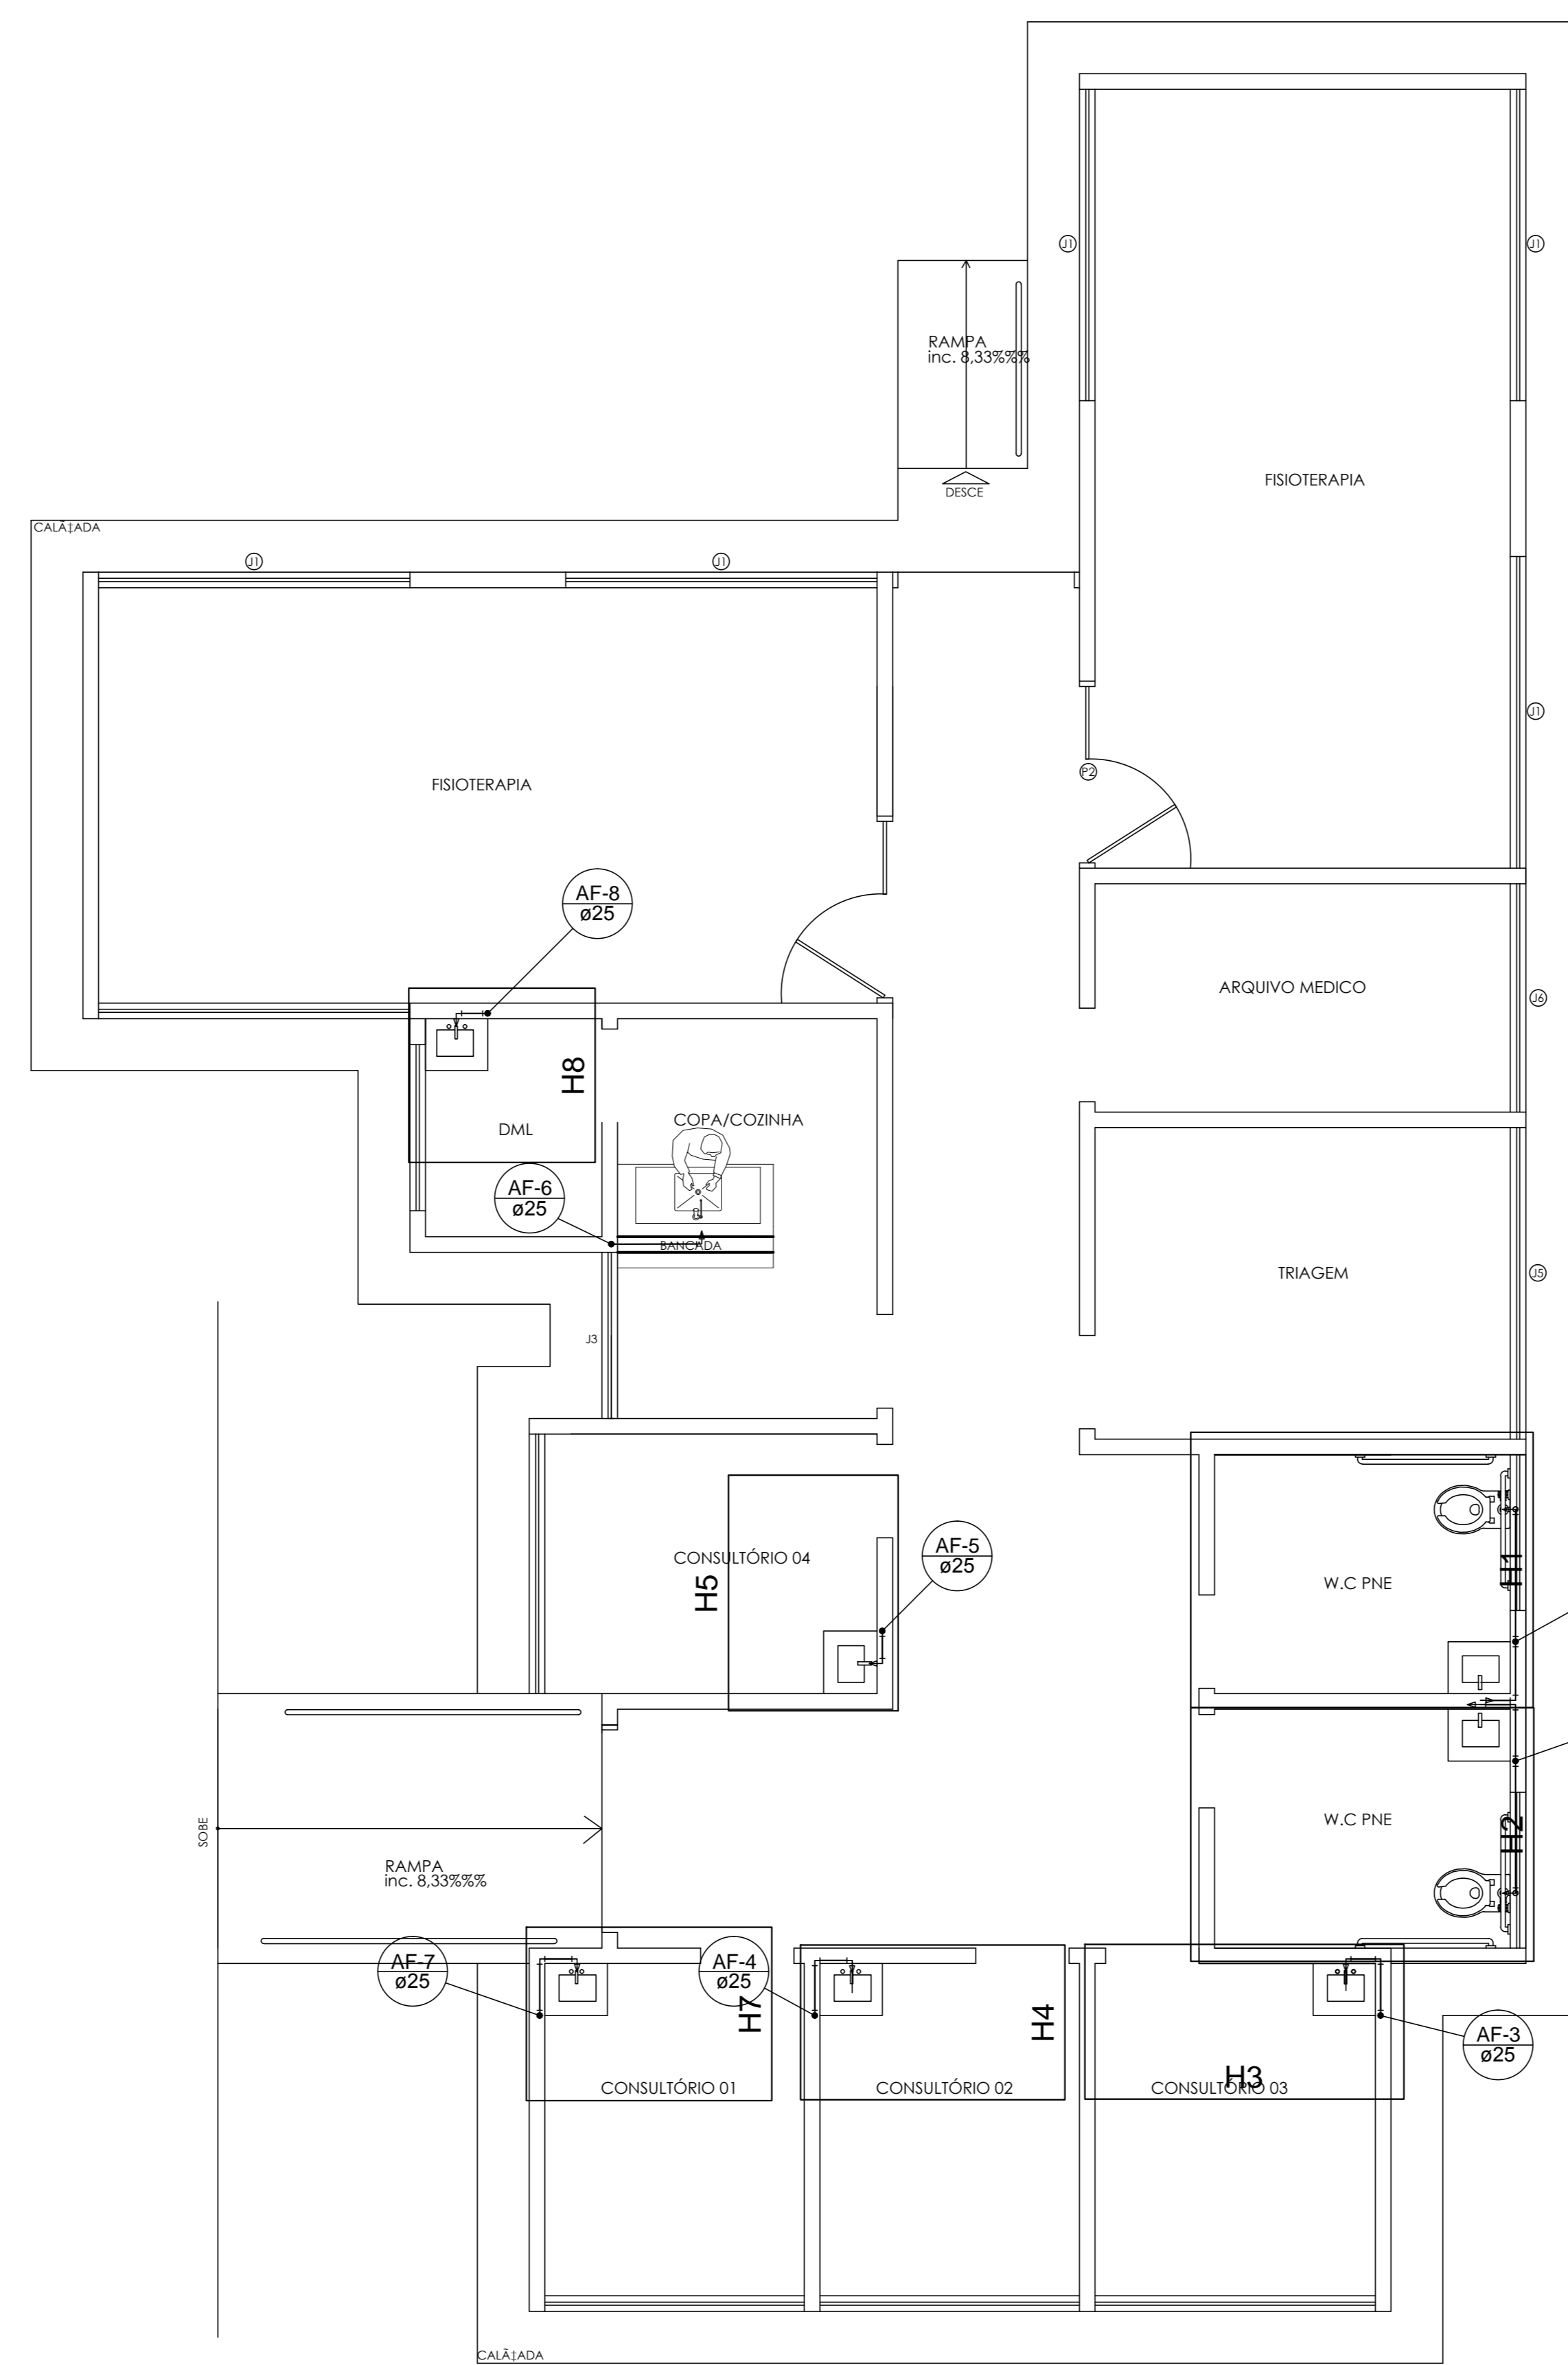 J1
J1
RAMPA
inc. 8,33%%%
FISIOTERAPIA
DESCE
CALÃ‡ADA
J1
J1
J1
P2
FISIOTERAPIA
AF-8
ø25
ARQUIVO MEDICO
J6
H8
COPA/COZINHA
DML
AF-6
ø25
BANCADA
TRIAGEM
J5
J3
AF-5
ø25
CONSULTÓRIO 04
H5
H1
W.C PNE
SOBE
W.C PNE
H2
RAMPA
inc. 8,33%%%
AF-7
ø25
AF-4
ø25
H7
H4
AF-3
ø25
H3
CONSULTÓRIO 01
CONSULTÓRIO 02
CONSULTÓRIO 03
CALÃ‡ADA